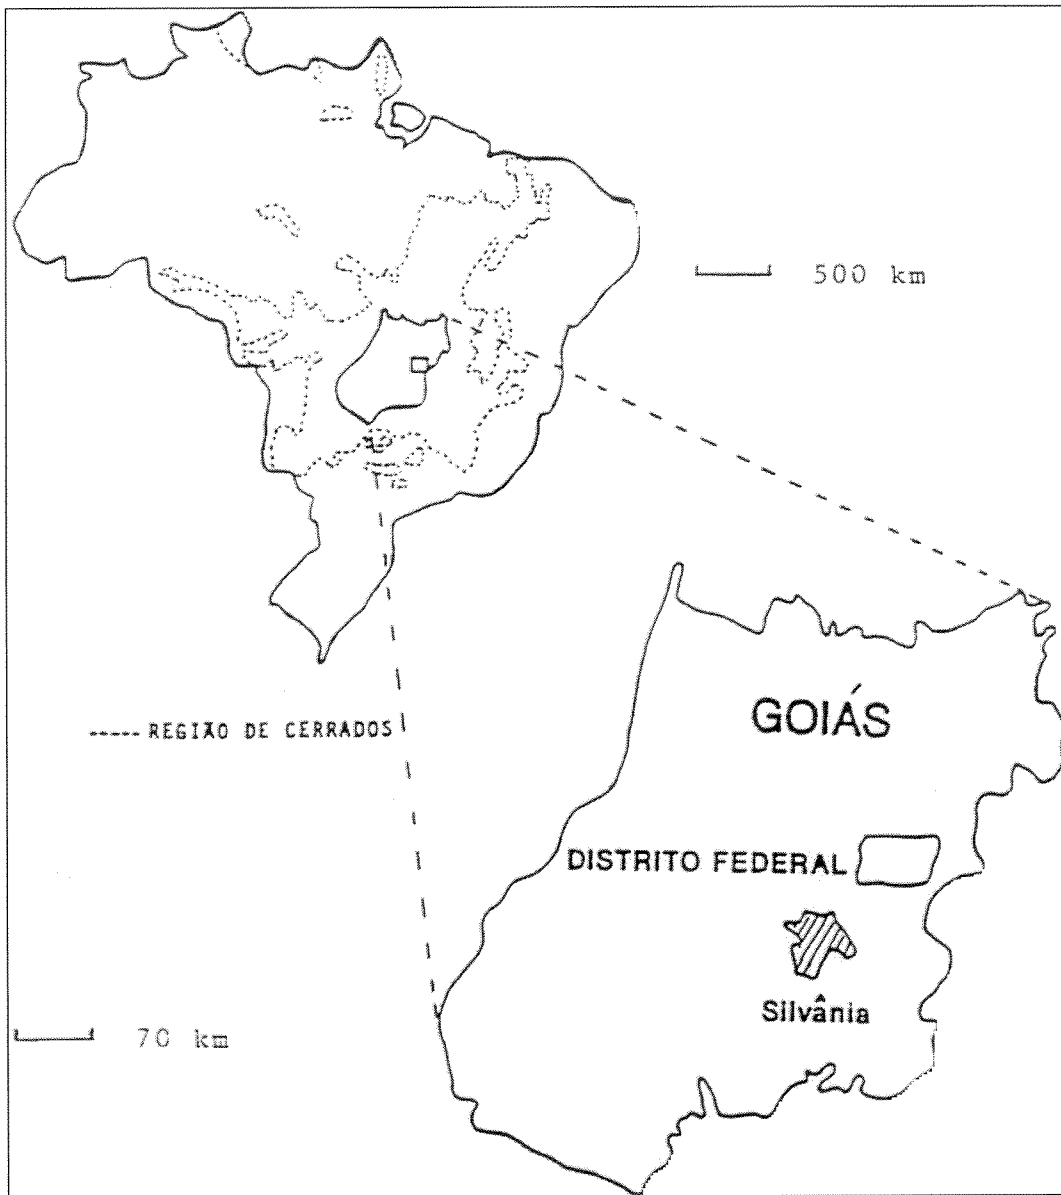 500 km
GOIÁS
----- REGIÃO DE CERRADOS
DISTRITO FEDERAL
Silvânia
70 km